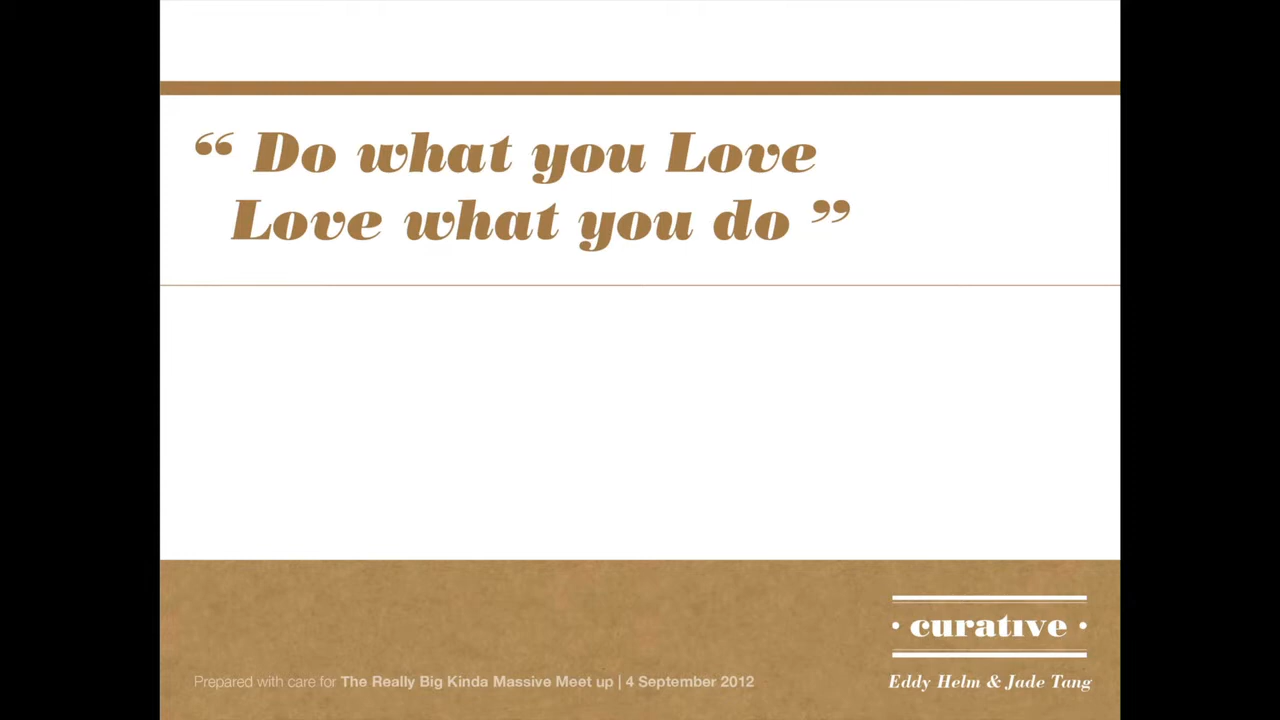 “ Do what you Love
Love what you do ”
• curative •
Prepared with care for The Really Big Kinda Massive Meet up | 4 September 2012
Eddy Helm & Jade Tang